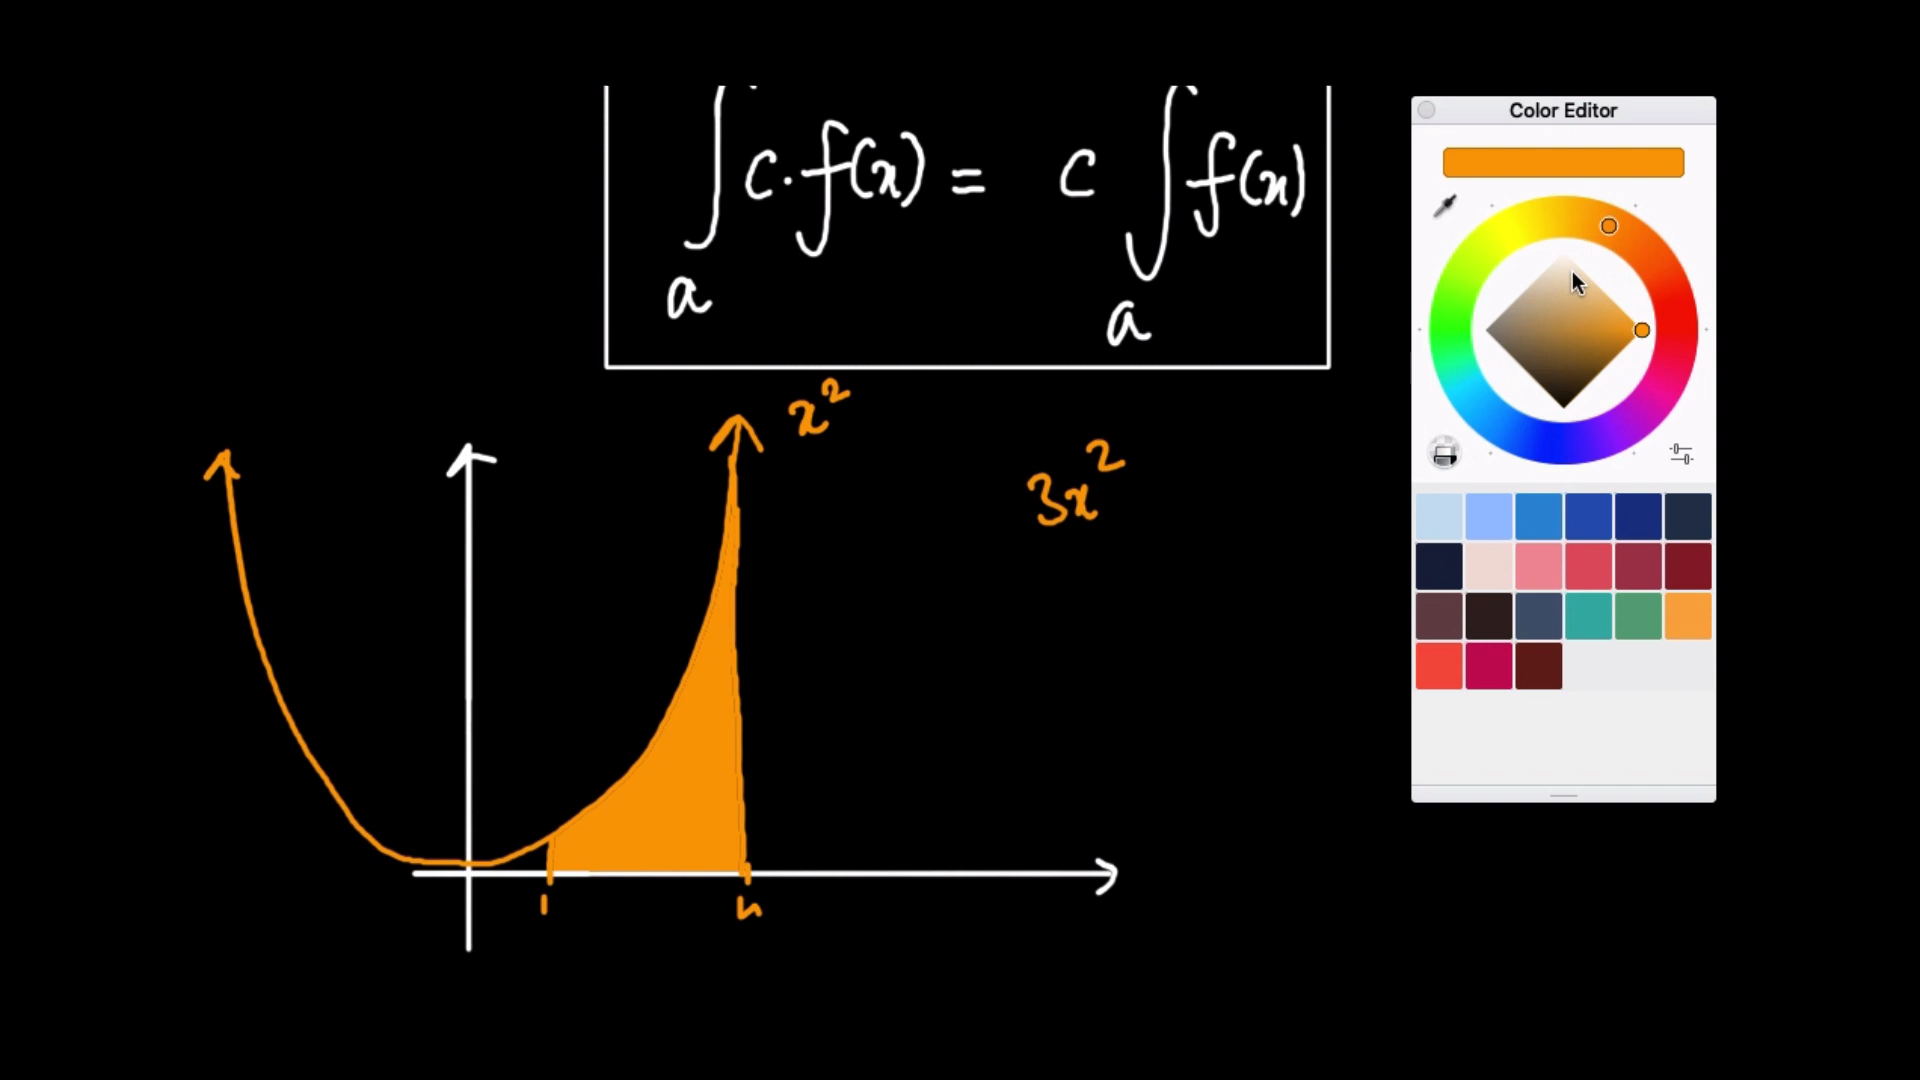 Color Editor
∫ c·f(x) = c ∫ f(x)
a a
x²
3x²
1